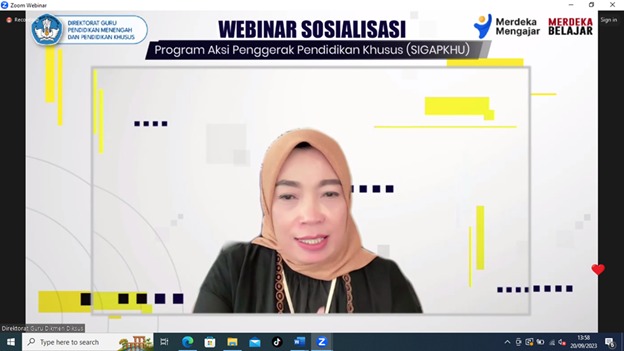 Zoom Webinar
Recording
Sign in
DIREKTORAT GURU
PENDIDIKAN MENENGAH
DAN PENDIDIKAN KHUSUS
WEBINAR SOSIALISASI
Program Aksi Penggerak Pendidikan Khusus (SIGAPKHU)
Merdeka
Mengajar
MERDEKA
BELAJAR
Direktorat Guru Dikmen Diksus
Type here to search
13:58
20/09/2023